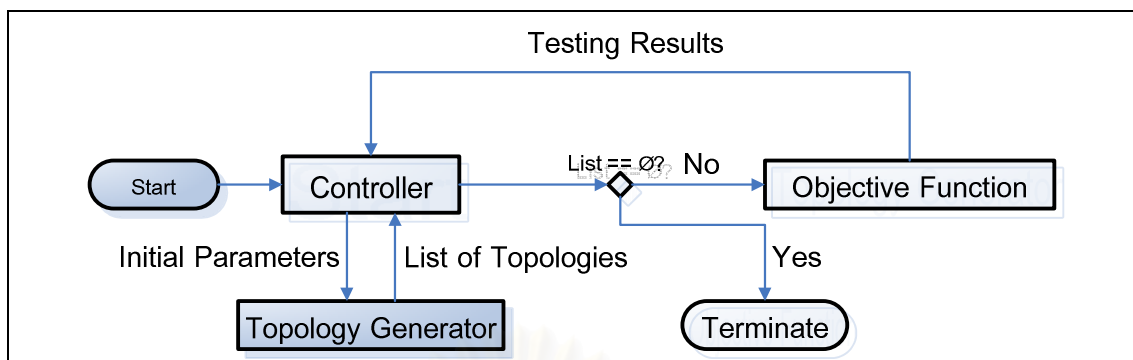 Testing Results
List == Ø?
No
Start
Controller
Objective Function
Initial Parameters
List of Topologies
Yes
Topology Generator
Terminate